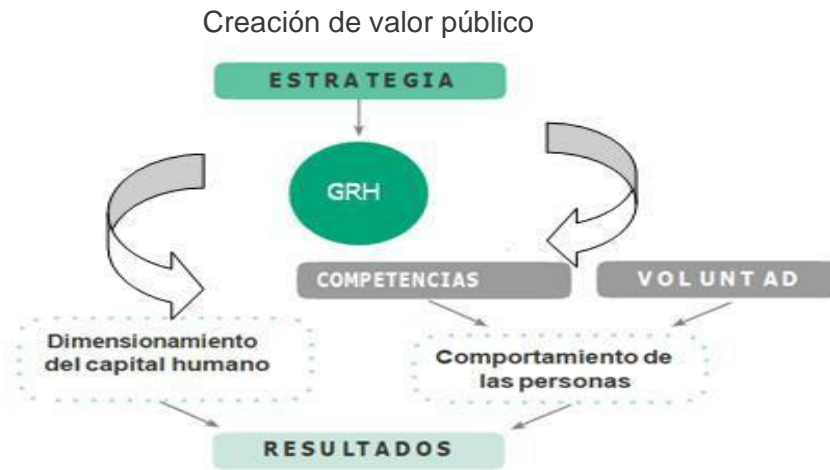 Creación de valor público
ESTRATEGIA
GRH
COMPETENCIAS
VOLUNTAD
Dimensionamiento
del capital humano
Comportamiento de
las personas
RESULTADOS